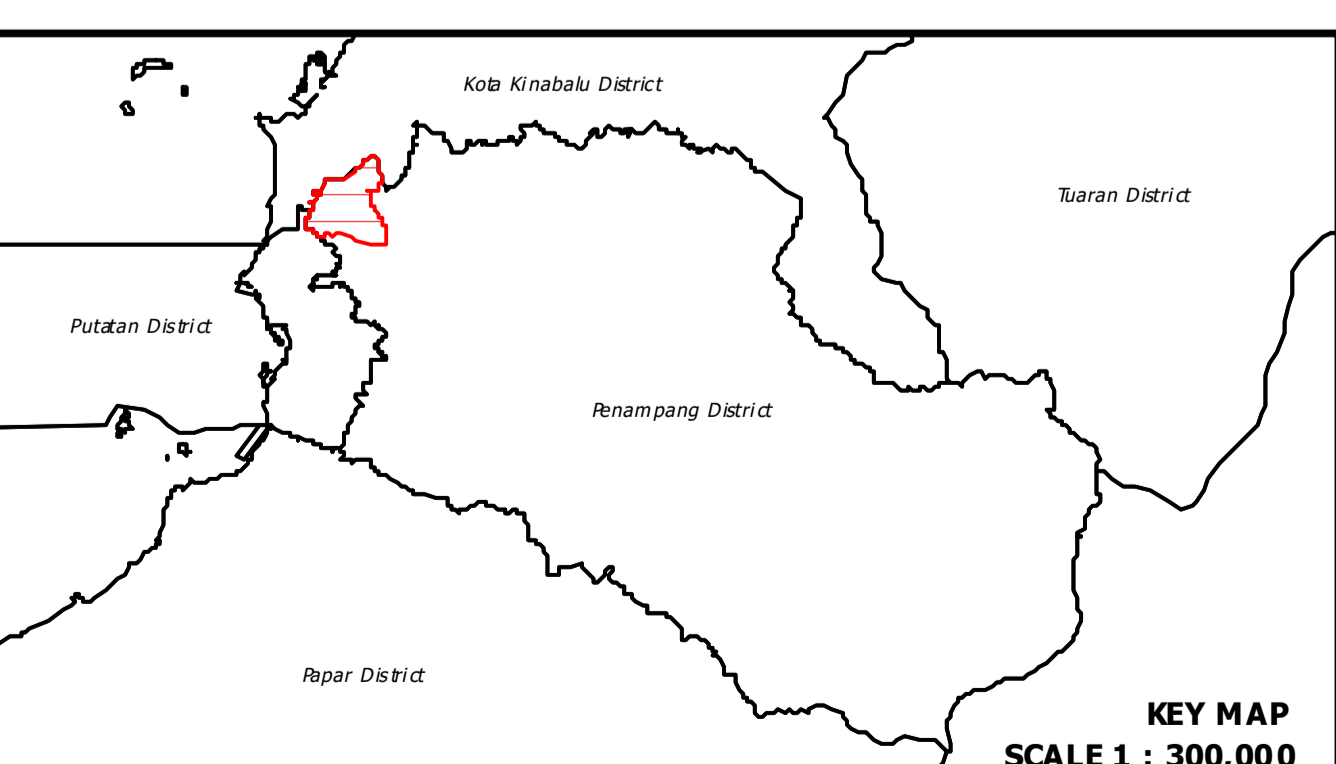 Kota Kinabalu District
Tuaran District
Putatan District
Penampang District
Papar District
KEY MAP
SCALE 1 : 300,000